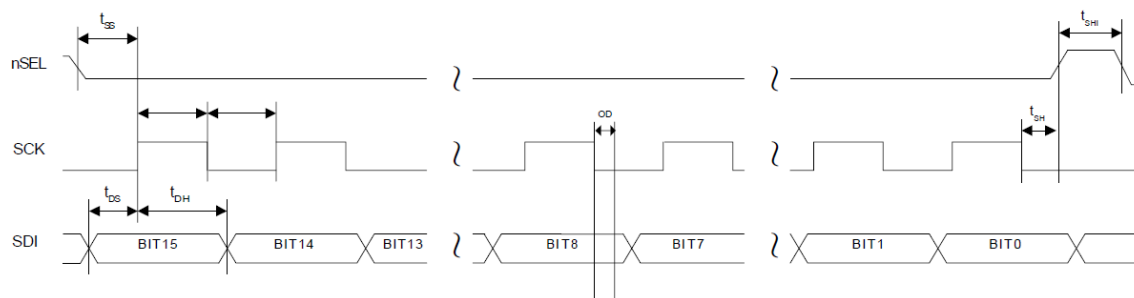 tSS
tSHI
nSEL
OD
tSH
SCK
tDS
tDH
SDI
BIT15
BIT14
BIT13
BIT8
BIT7
BIT1
BIT0